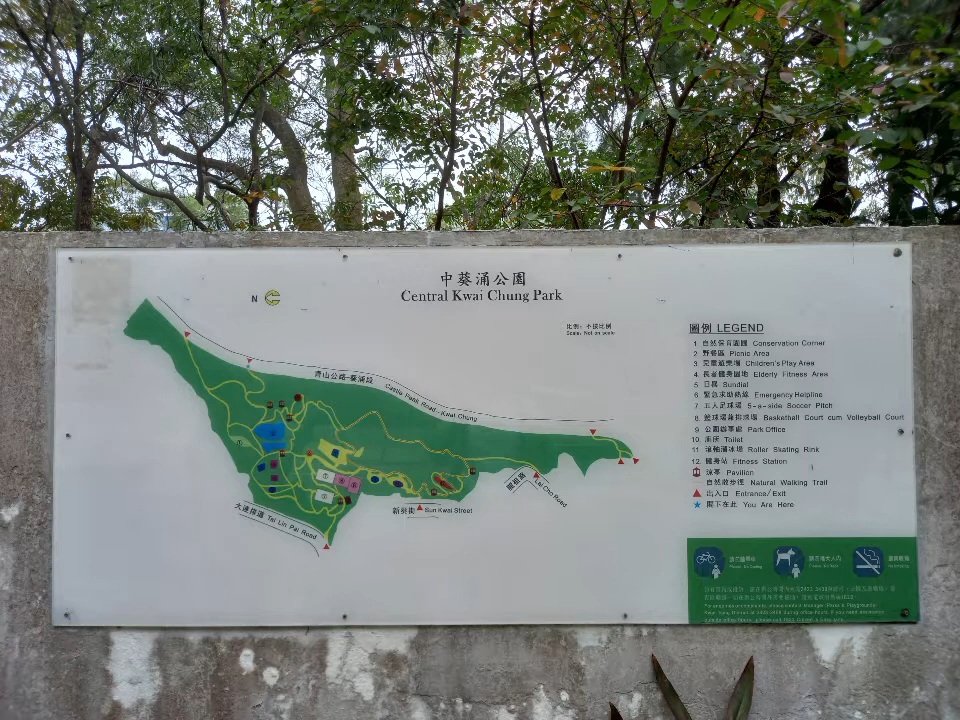 中葵涌公園
Central Kwai Chung Park
N
比例：不按比例
Scale: Not on scale
青山公路-葵涌段
Castle Peak Road - Kwai Chung
大連排道 Tai Lin Pai Road
新葵街 Sun Kwai Street
Lai Cho Road
圖例 LEGEND
1 自然保育園圃 Conservation Corner
2 野餐區 Picnic Area
3 兒童遊樂場 Children's Play Area
4 長者健身園地 Elderly Fitness Area
5 日晷 Sundial
6 緊急求助熱線 Emergency Helpline
7 五人足球場 5-a-side Soccer Pitch
8 籃球場兼排球場 Basketball Court cum Volleyball Court
9 公園辦事處 Park Office
10 廁所 Toilet
11 滾軸溜冰場 Roller Skating Rink
12 健身站 Fitness Station
涼亭 Pavilion
自然散步徑 Natural Walking Trail
出入口 Entrance/Exit
閣下在此 You Are Here
No Smoking